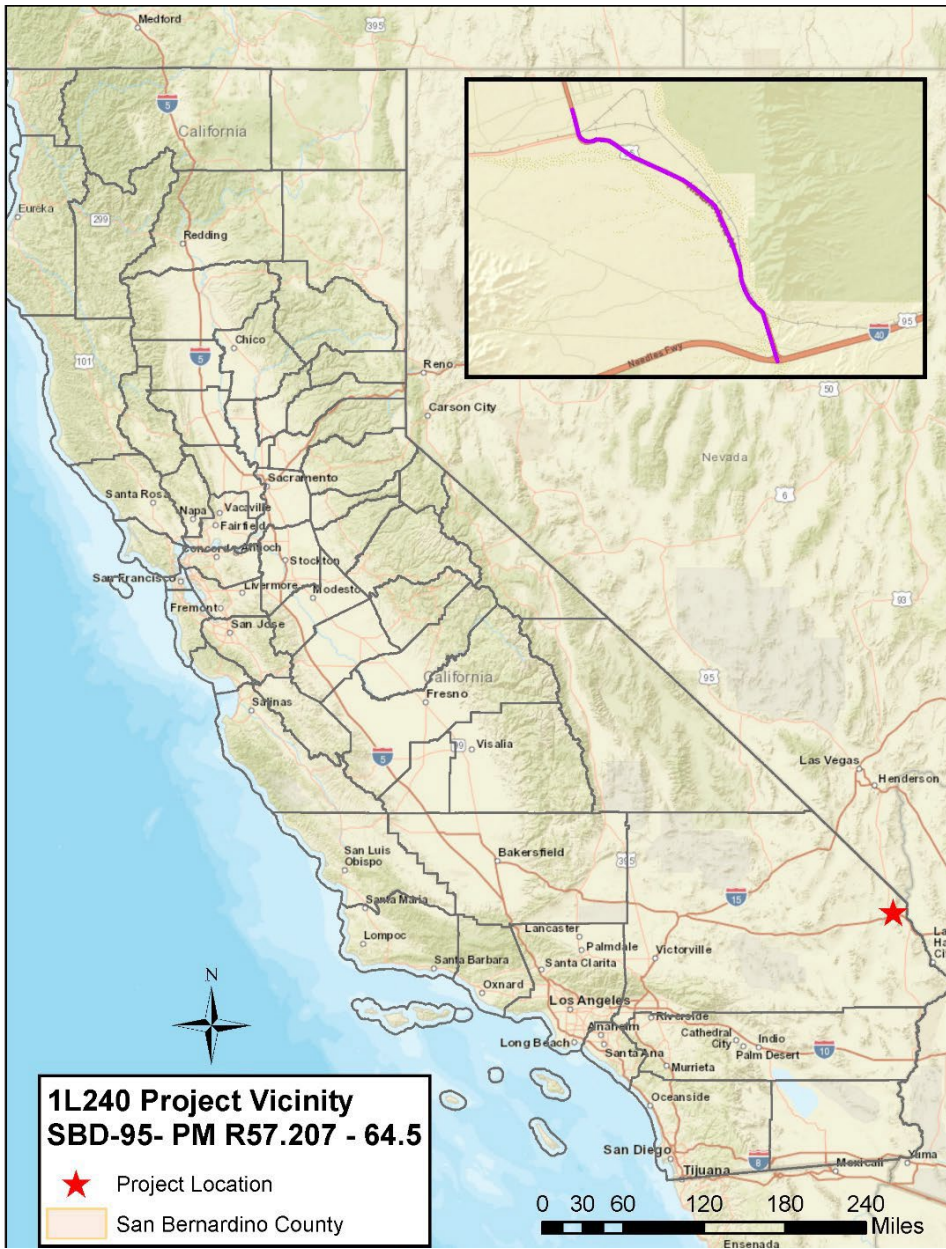 Medford
395
5
California
Eureka
299
Redding
95
40
Needles Fwy
Chico
101
5
Reno
50
Carson City
Nevada
6
Sacramento
Santa Rosa
Napa
Vacaville
Fairfield
Concord
Antioch
Stockton
San Francisco
Livermore
Modesto
Fremont
San Jose
93
95
California
Salinas
Fresno
Visalia
5
Las Vegas
Henderson
San Luis
Obispo
Bakersfield
395
15
Santa Maria
Lompoc
Lancaster
Palmdale
Victorville
Santa Clarita
Santa Barbara
Oxnard
Los Angeles
Riverside
Anaheim
Cathedral
City
Indio
Palm Desert
10
Long Beach
Santa Ana
Murrieta
Oceanside
San Diego
8
Tijuana
Mexicali
Yuma
Ensenada
N
1L240 Project Vicinity
SBD-95- PM R57.207 - 64.5
Project Location
San Bernardino County
0 30 60 120 180 240
Miles